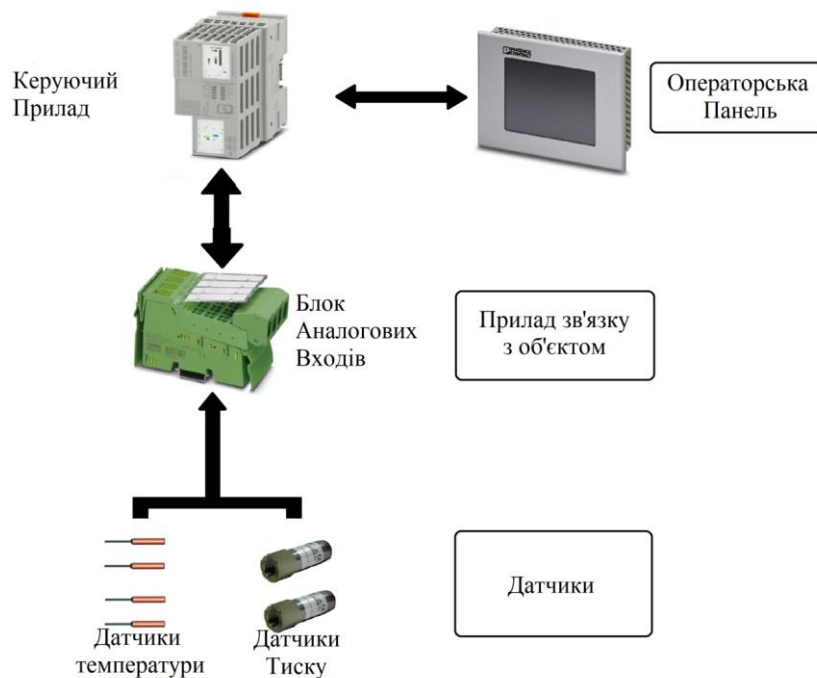 Керуючий
Прилад
Операторська
Панель
Блок
Аналогових
Входів
Прилад зв'язку
з об'єктом
Датчики
температури
Датчики
Тиску
Датчики